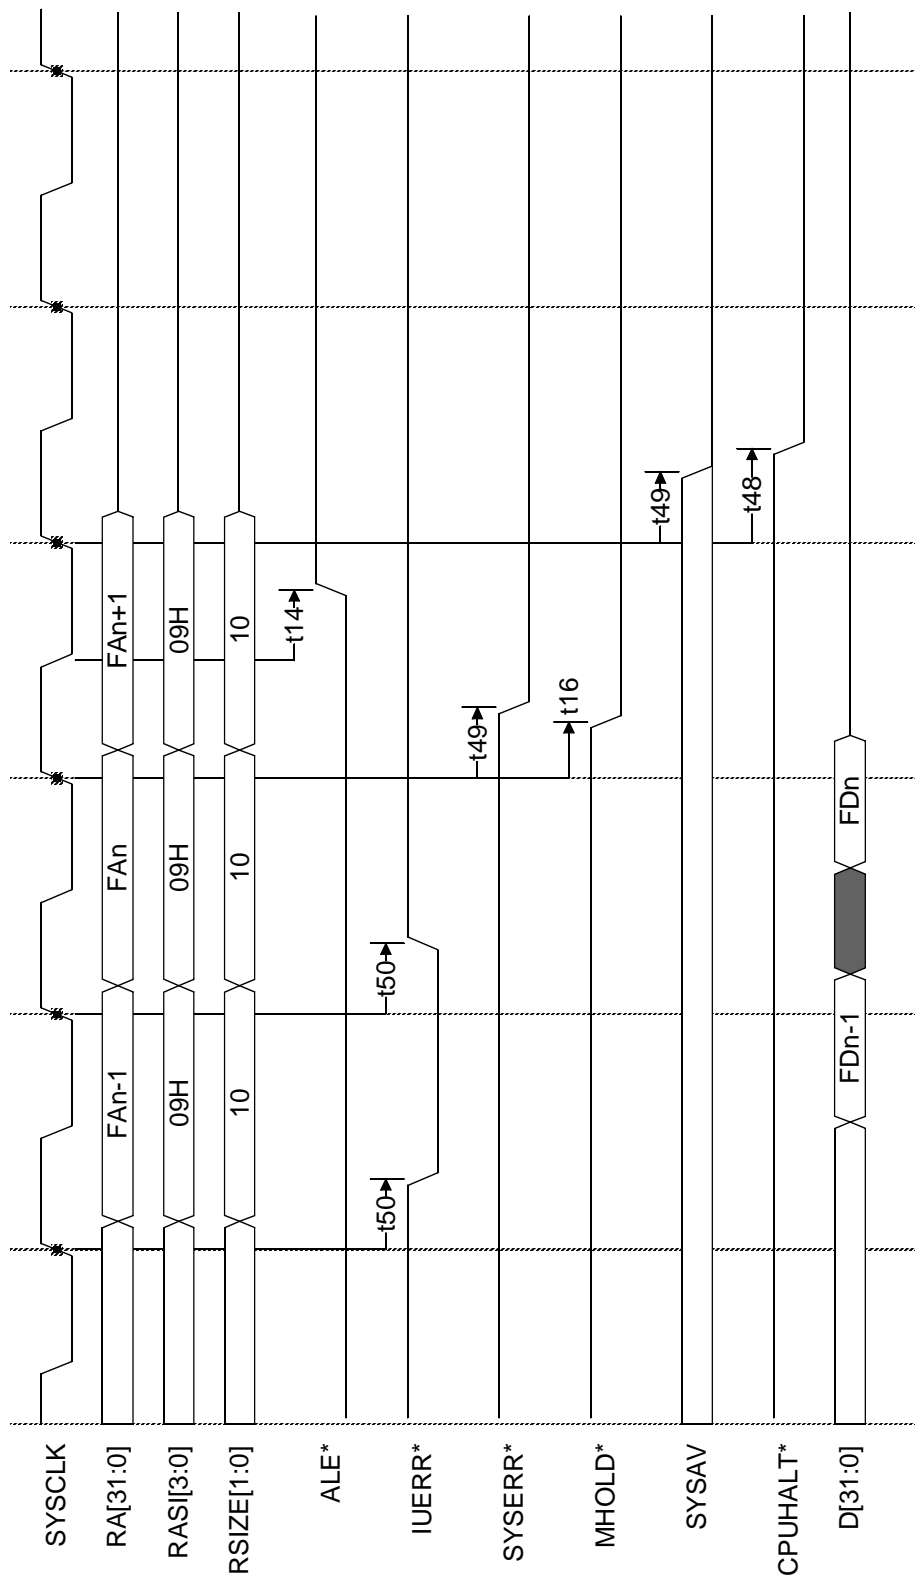 SYSCLK
RA[31:0]
FAn-1
FAn
FAn+1
RASI[3:0]
09H
09H
09H
RSIZE[1:0]
10
10
10
ALE*
t14
IUERR*
t50
t50
SYSERR*
t49
MHOLD*
t16
SYSAV
t49
CPUHALT*
t48
D[31:0]
FDn-1
FDn